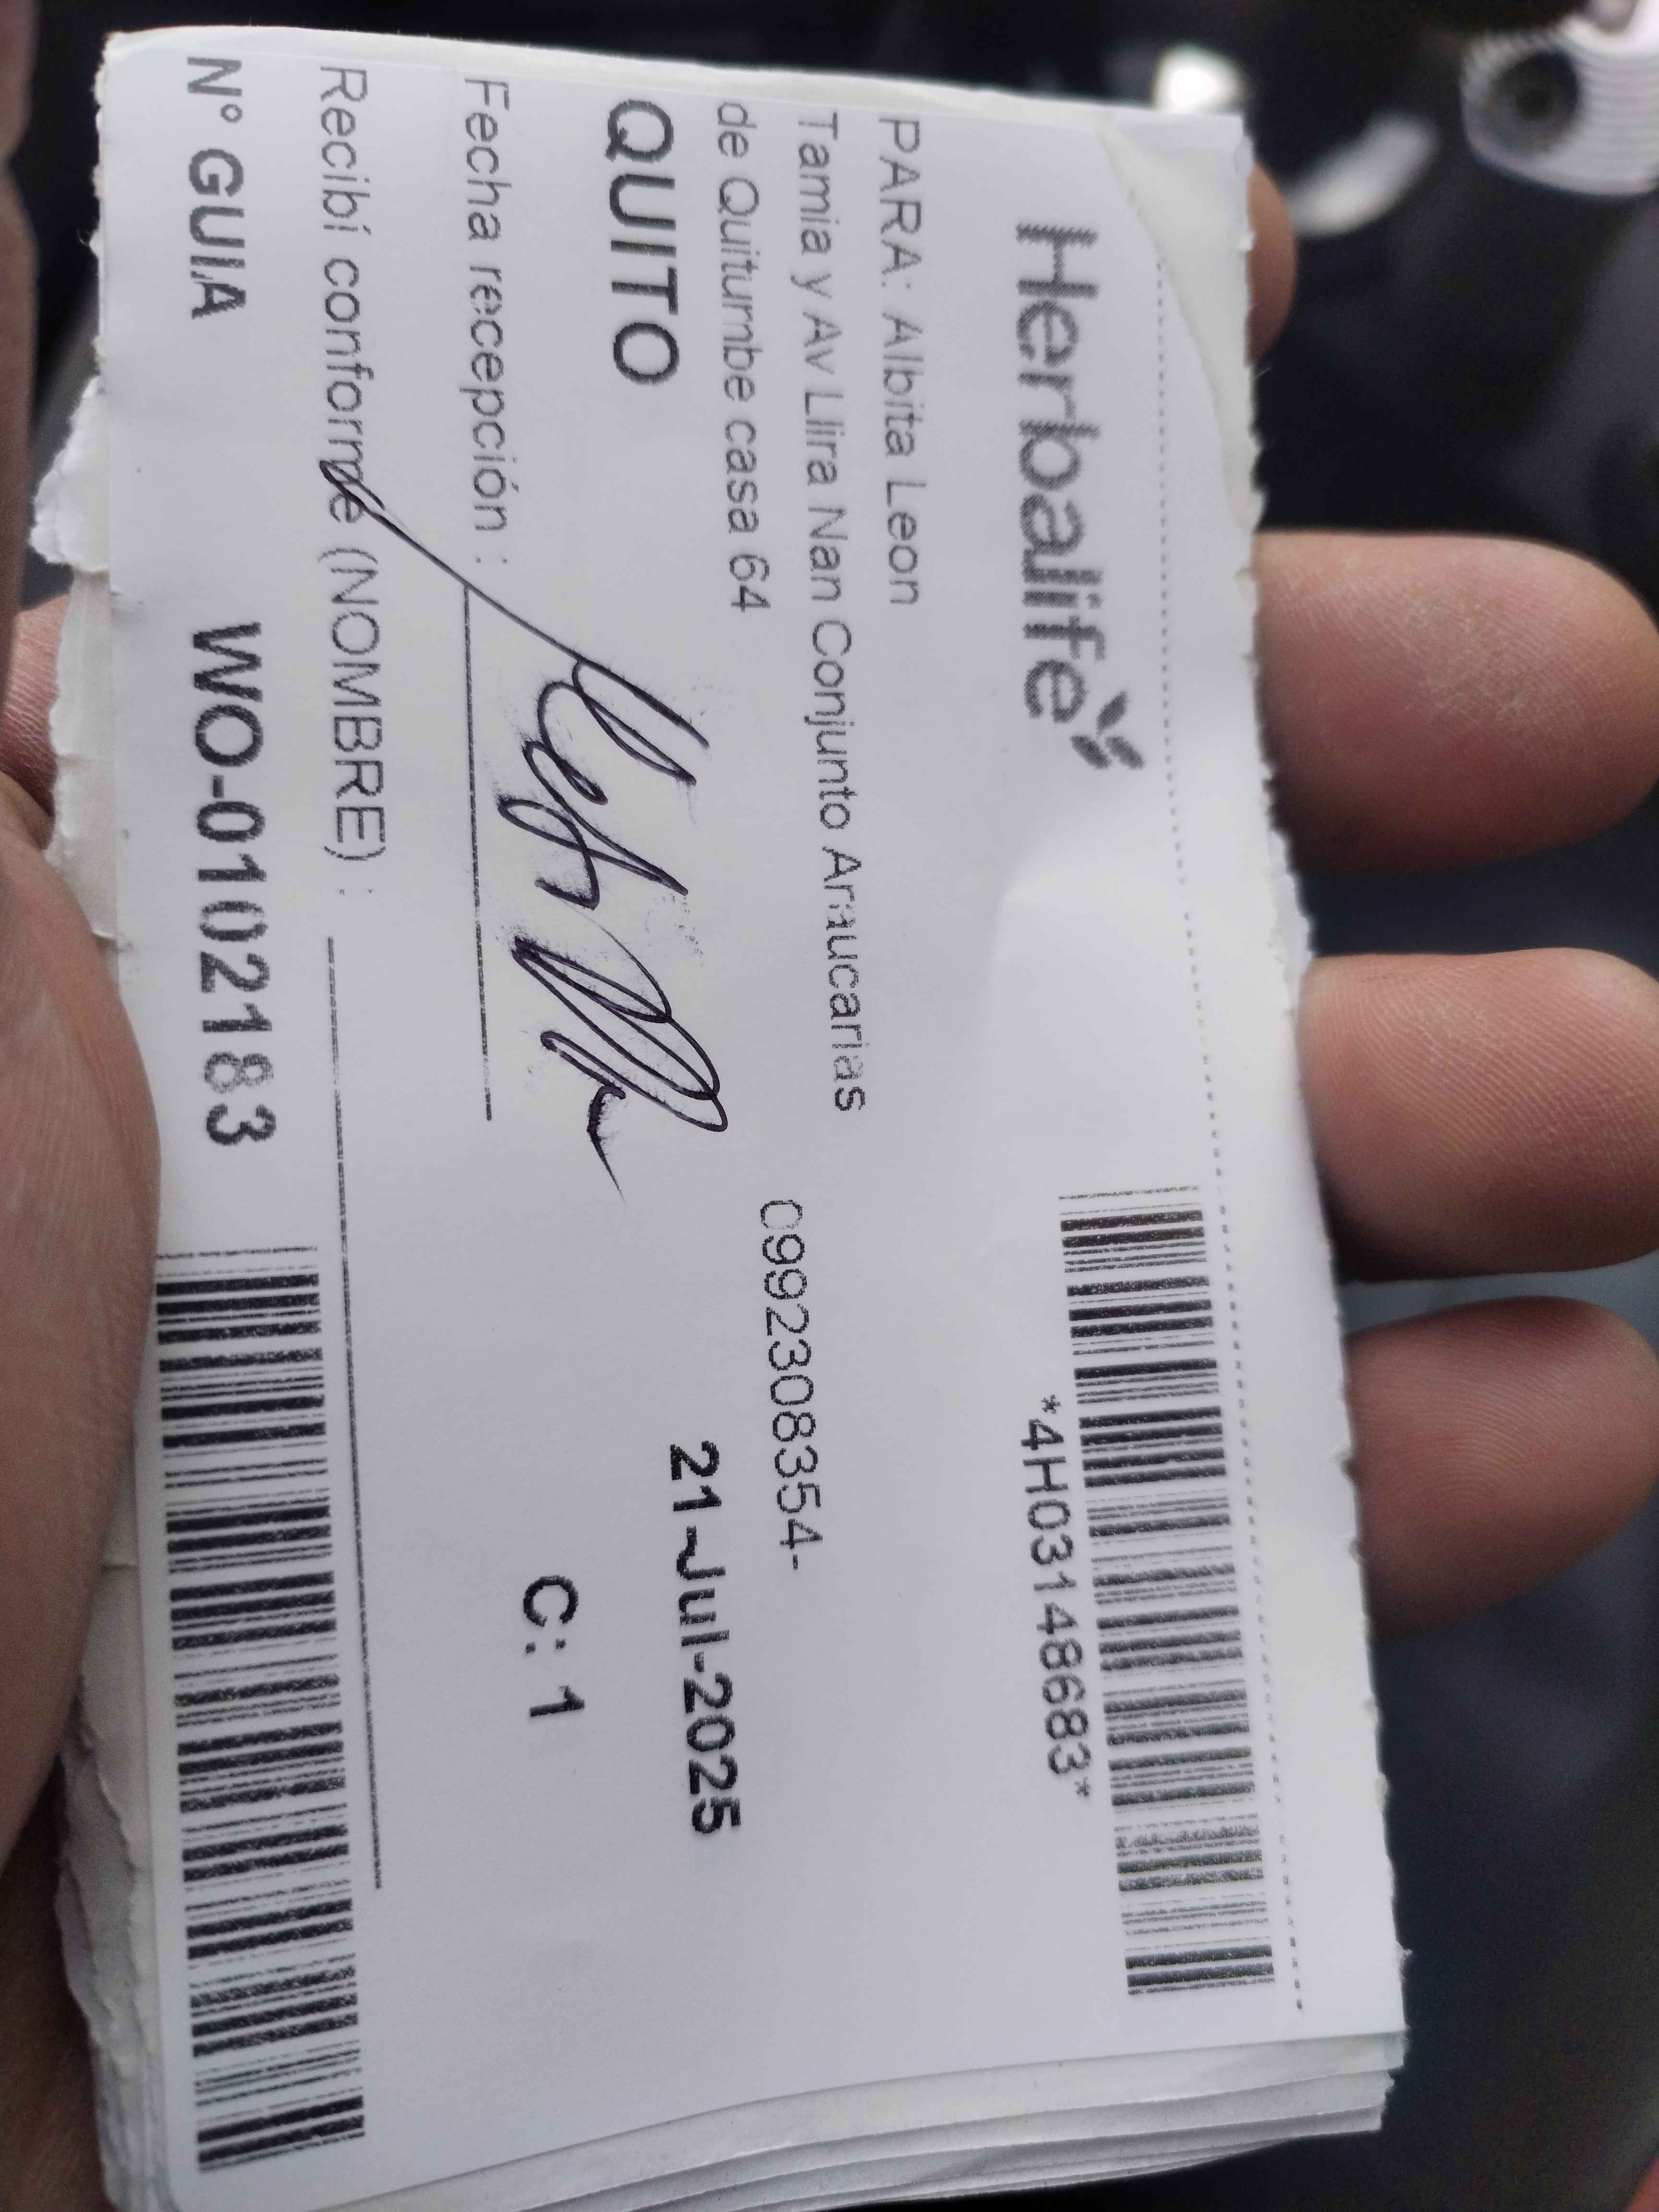 Herbalife
*4H03148683*
PARA: Albita Leon
Tamia y Av Llira Nan Conjunto Araucarias
de Quitumbe casa 64
0992308354-
QUITO
21-Jul-2025
Fecha recepción :
C: 1
Recibí conforme (NOMBRE) :
N° GUIA WO-0102183